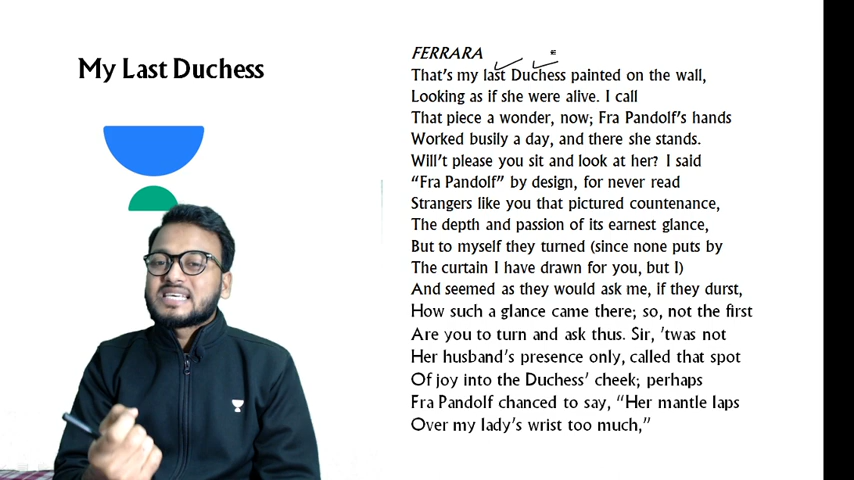 My Last Duchess
FERRARA
That's my last Duchess painted on the wall,
Looking as if she were alive. I call
That piece a wonder, now; Fra Pandolf's hands
Worked busily a day, and there she stands.
Will't please you sit and look at her? I said
“Fra Pandolf” by design, for never read
Strangers like you that pictured countenance,
The depth and passion of its earnest glance,
But to myself they turned (since none puts by
The curtain I have drawn for you, but I)
And seemed as they would ask me, if they durst,
How such a glance came there; so, not the first
Are you to turn and ask thus. Sir, 'twas not
Her husband's presence only, called that spot
Of joy into the Duchess' cheek; perhaps
Fra Pandolf chanced to say, “Her mantle laps
Over my lady's wrist too much,”